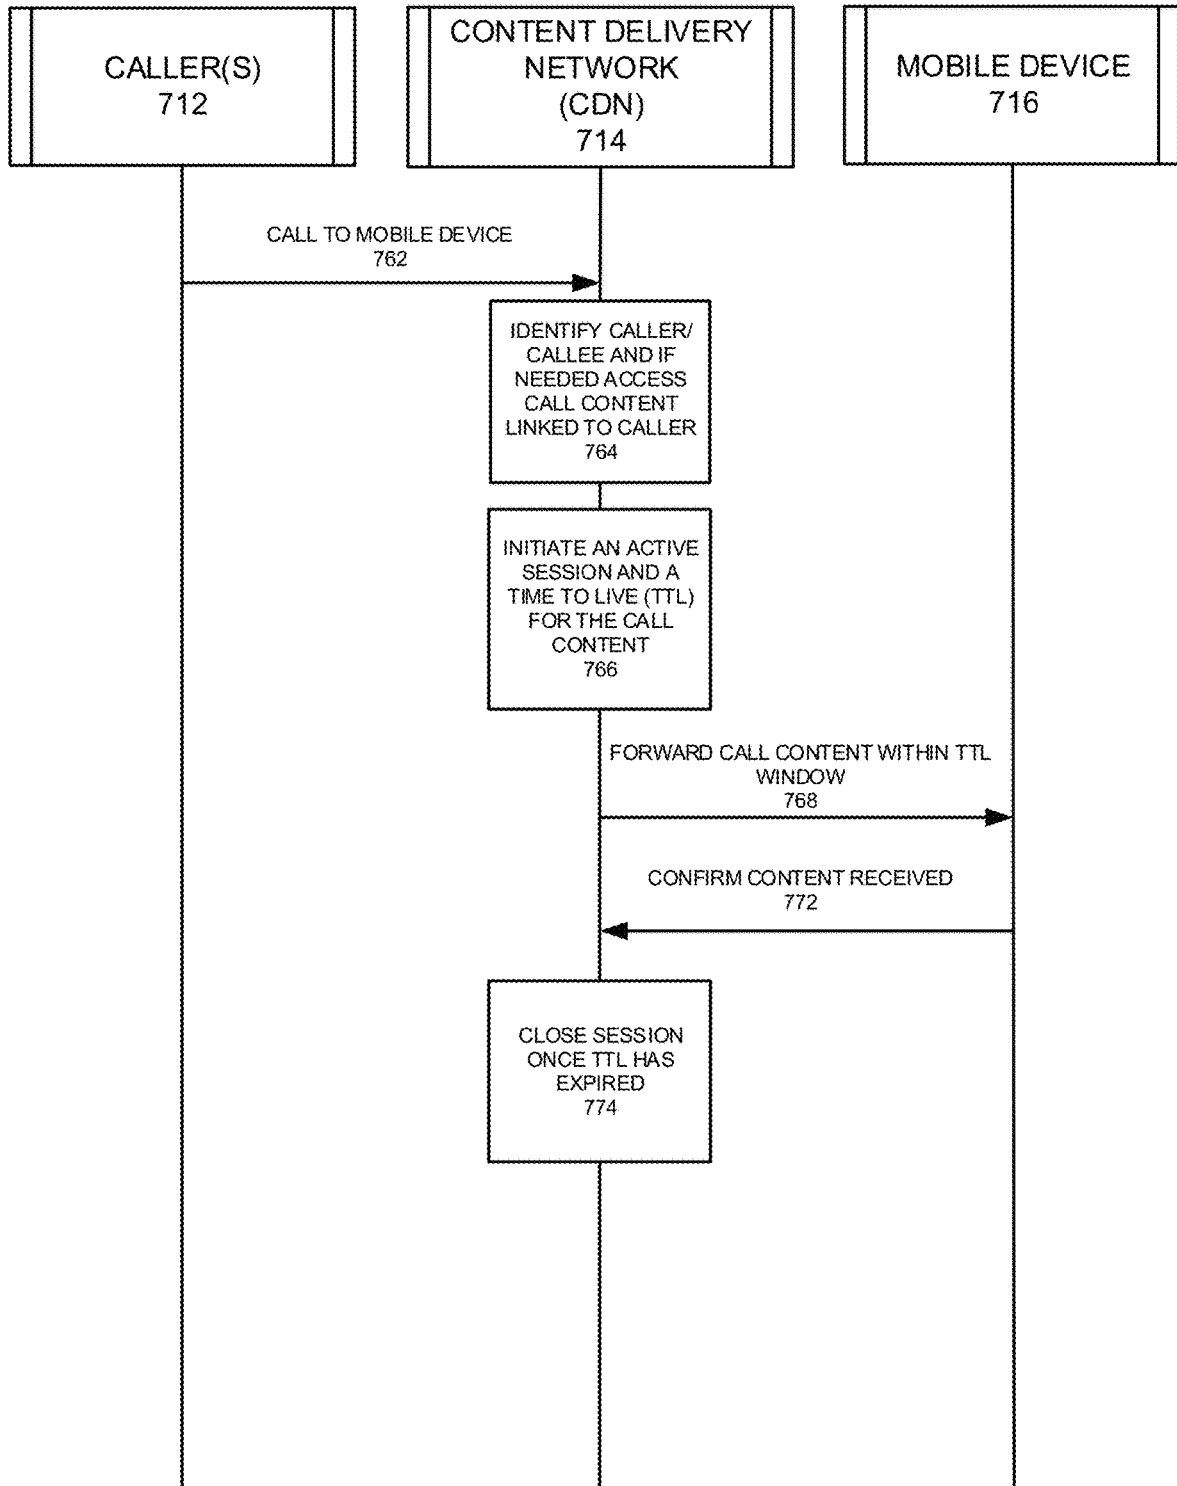 CALLER(S)
712
CONTENT DELIVERY
NETWORK
(CDN)
714
MOBILE DEVICE
716
CALL TO MOBILE DEVICE
762
IDENTIFY CALLER/
CALLEE AND IF
NEEDED ACCESS
CALL CONTENT
LINKED TO CALLER
764
INITIATE AN ACTIVE
SESSION AND A
TIME TO LIVE (TTL)
FOR THE CALL
CONTENT
766
FORWARD CALL CONTENT WITHIN TTL
WINDOW
768
CONFIRM CONTENT RECEIVED
772
CLOSE SESSION
ONCE TTL HAS
EXPIRED
774